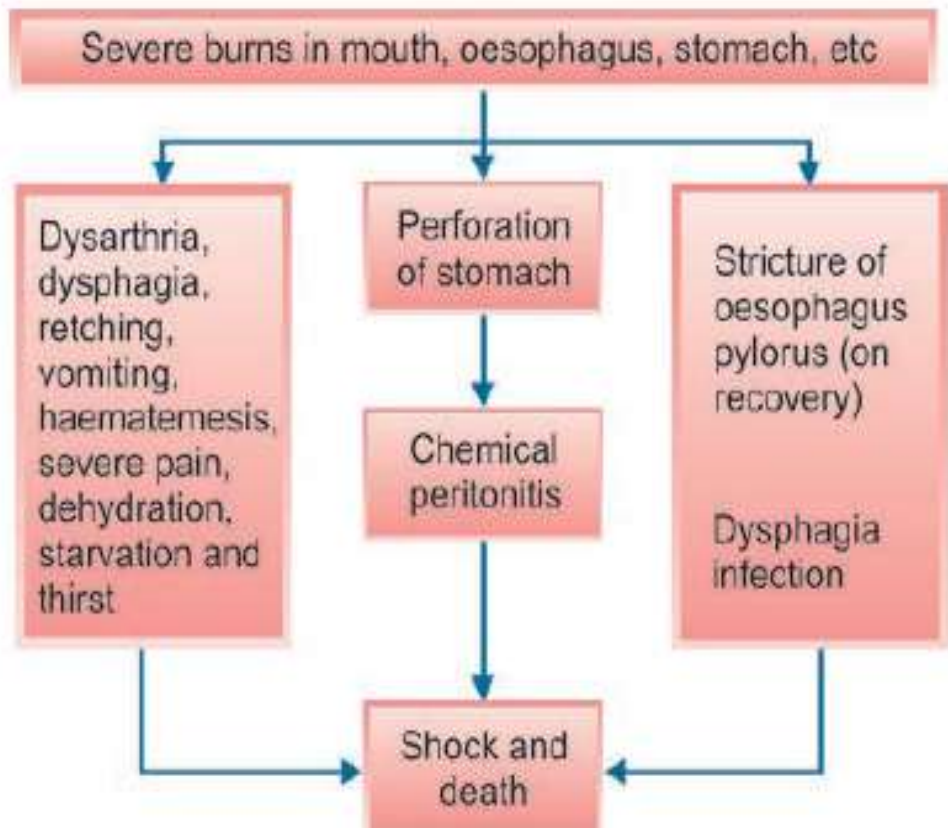 Severe burns in mouth, oesophagus, stomach, etc
Dysarthria,
dysphagia,
retching,
vomiting,
haematemesis,
severe pain,
dehydration,
starvation and
thirst
Perforation
of stomach
Chemical
peritonitis
Stricture of
oesophagus
pylorus (on
recovery)
Dysphagia
infection
Shock and
death